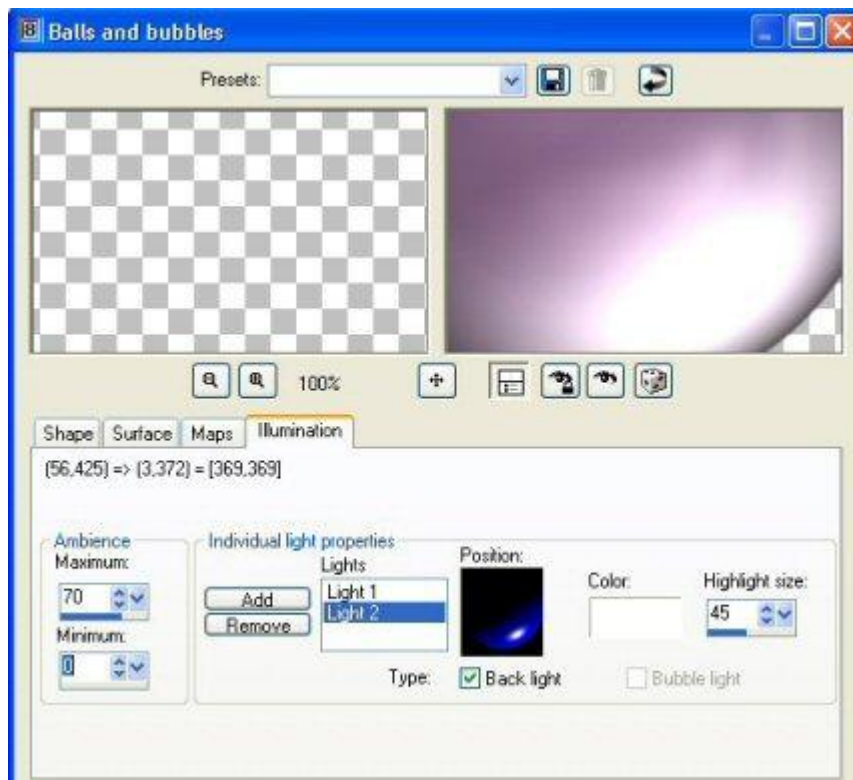 Balls and bubbles
Presets:
100%
Shape Surface Maps Illumination
(56,425) => (3,372) = [369,369]
Ambience
Maximum:
70
Minimum:
0
Individual light properties
Add
Remove
Lights
Light 1
Light 2
Position:
Color:
Highlight size:
45
Type: Back light Bubble light